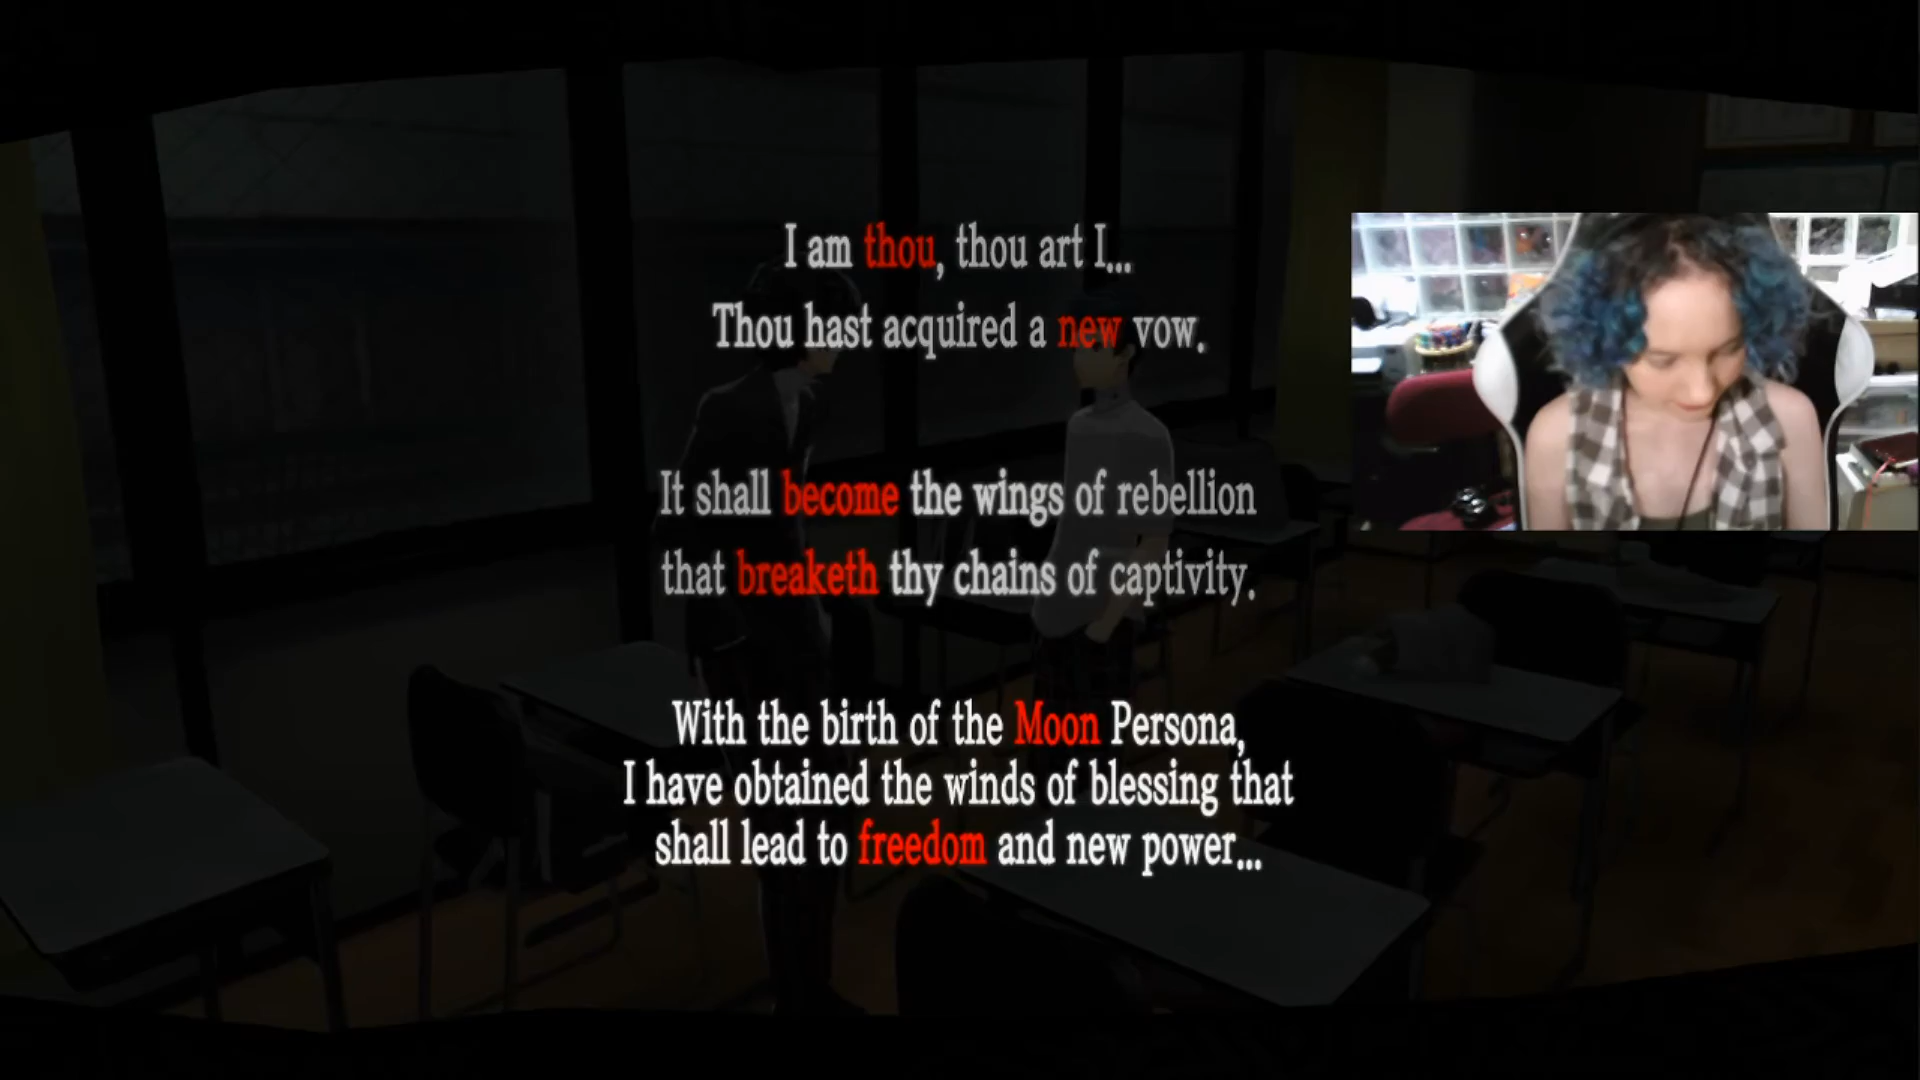 I am thou, thou art I...
Thou hast acquired a new vow.
It shall become the wings of rebellion
that breaketh thy chains of captivity.
With the birth of the Moon Persona,
I have obtained the winds of blessing that
shall lead to freedom and new power...